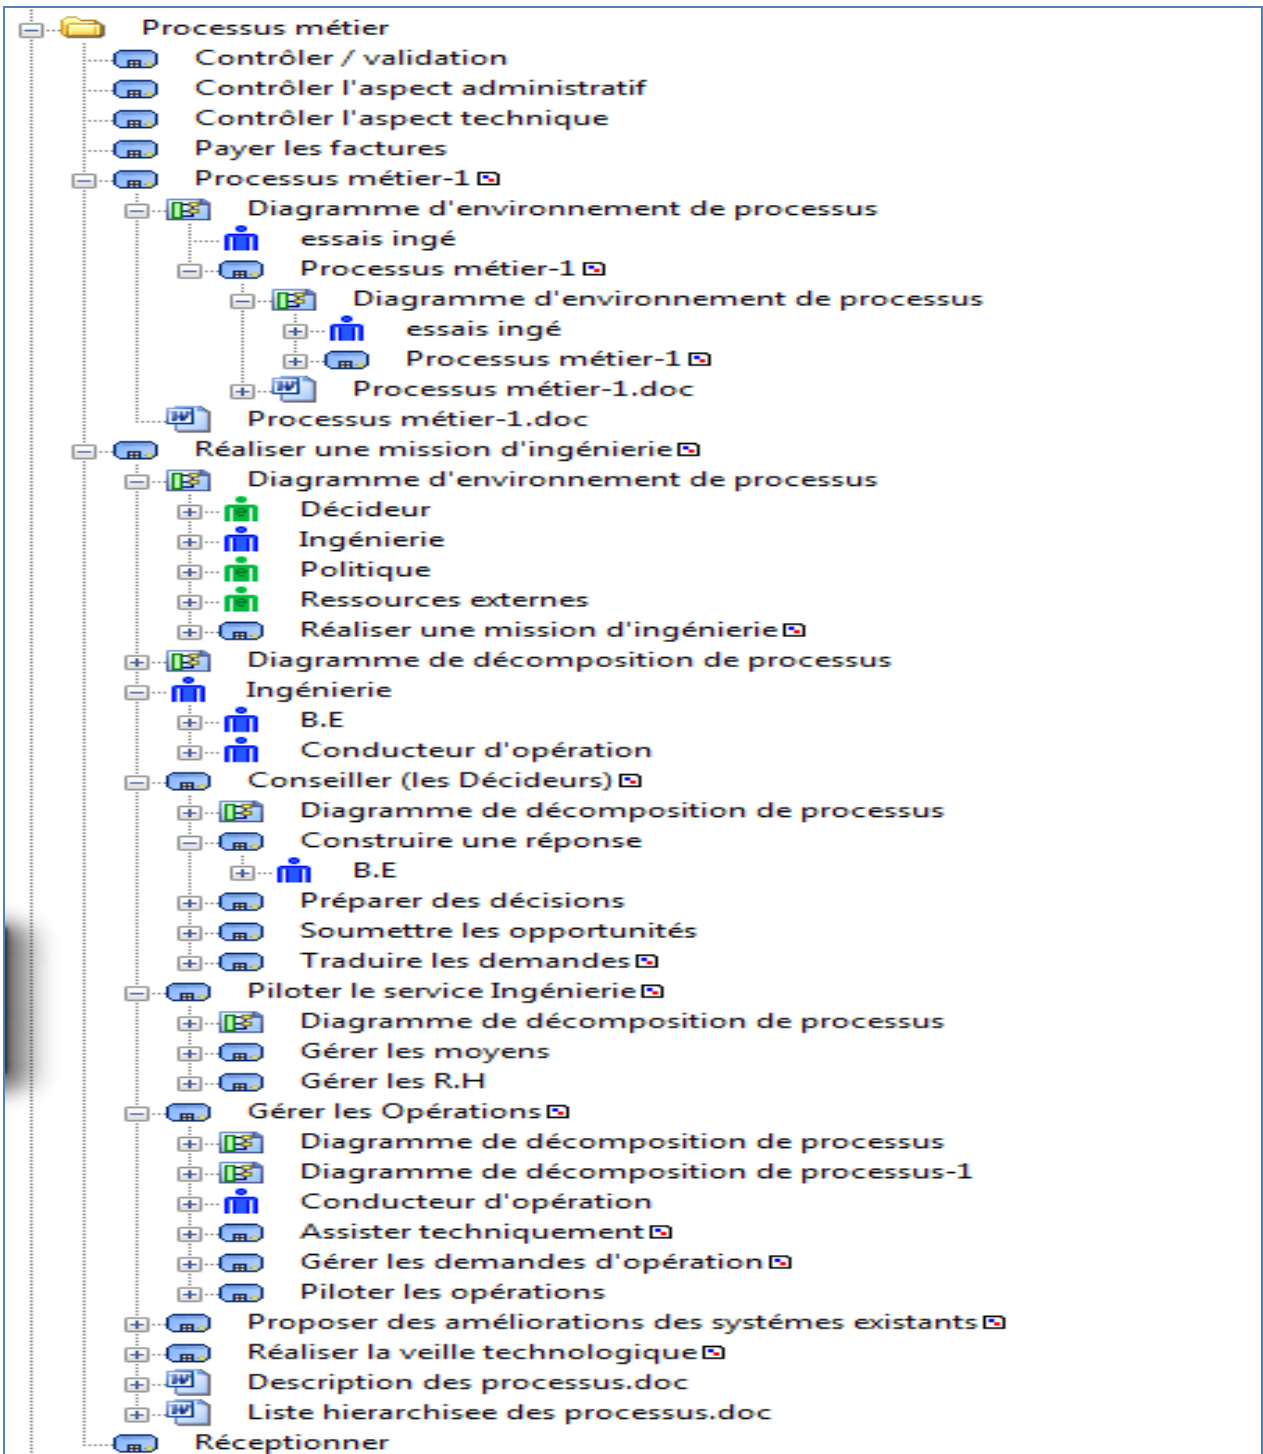 Processus métier
Contrôler / validation
Contrôler l'aspect administratif
Contrôler l'aspect technique
Payer les factures
Processus métier-1
Diagramme d'environnement de processus
essais ingé
Processus métier-1
Diagramme d'environnement de processus
essais ingé
Processus métier-1
Processus métier-1.doc
Processus métier-1.doc
Réaliser une mission d'ingénierie
Diagramme d'environnement de processus
Décideur
Ingénierie
Politique
Ressources externes
Réaliser une mission d'ingénierie
Diagramme de décomposition de processus
Ingénierie
B.E
Conducteur d'opération
Conseiller (les Décideurs)
Diagramme de décomposition de processus
Construire une réponse
B.E
Préparer des décisions
Soumettre les opportunités
Traduire les demandes
Piloter le service Ingénierie
Diagramme de décomposition de processus
Gérer les moyens
Gérer les R.H
Gérer les Opérations
Diagramme de décomposition de processus
Diagramme de décomposition de processus-1
Conducteur d'opération
Assister techniquement
Gérer les demandes d'opération
Piloter les opérations
Proposer des améliorations des systémes existants
Réaliser la veille technologique
Description des processus.doc
Liste hierarchisee des processus.doc
Réceptionner